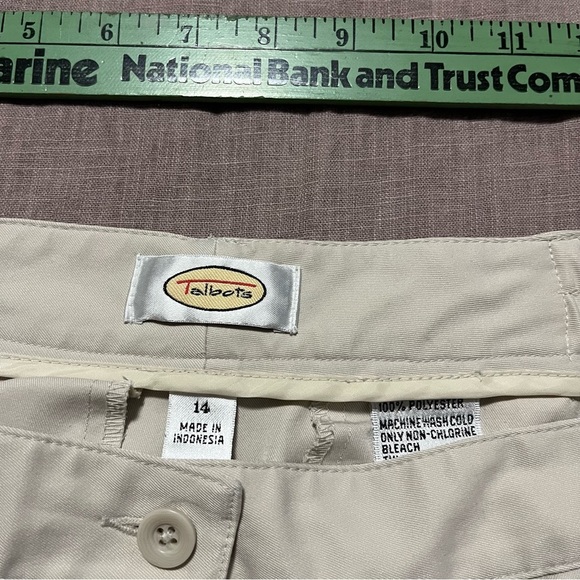 5 6 7 8 9 10 11
arine National Bank and Trust Com
Talbots
14
MADE IN
INDONESIA
100% POLYESTER
MACHINE WASH COLD
ONLY NON-CHLORINE
BLEACH